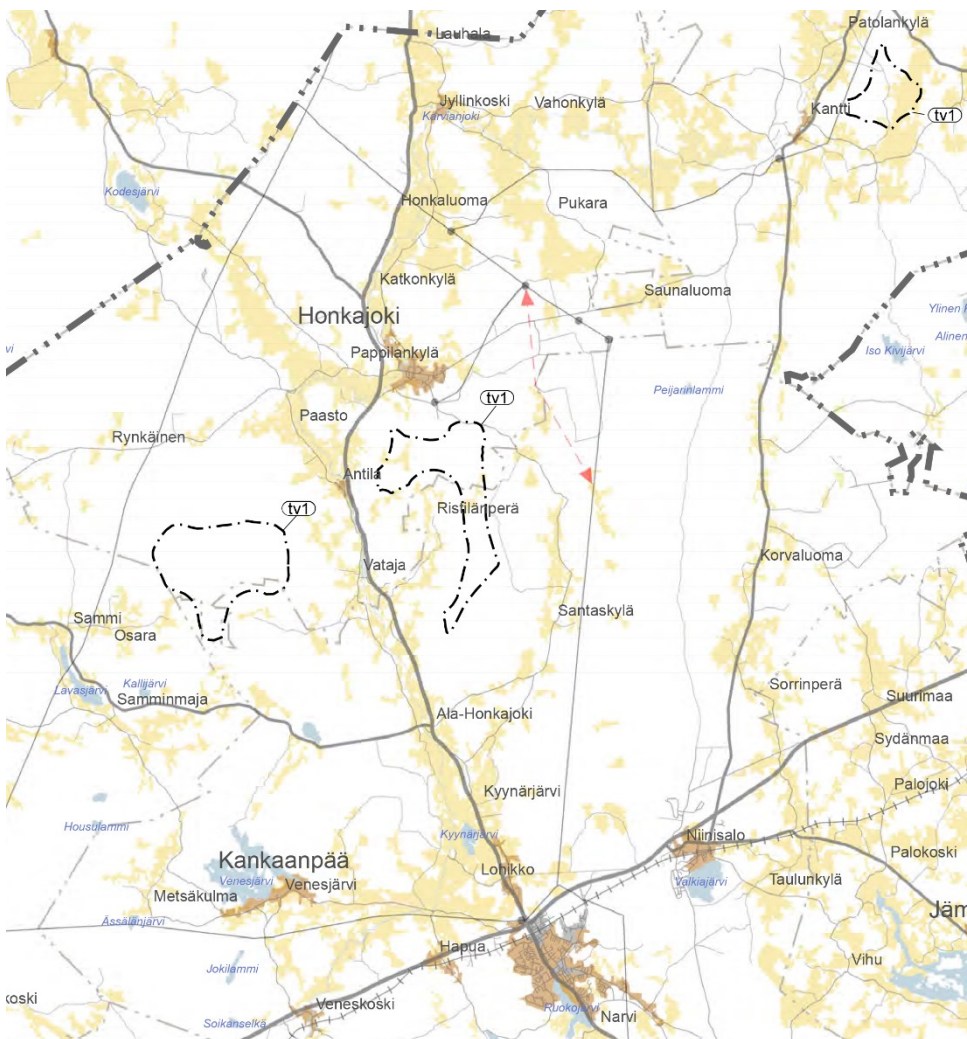 Patolankylä
Lauhala
Jyllinkoski
Vahonkylä
Kantti
tv1
Karvianjoki
Kodesjärvi
Honkaluoma
Pukara
Katkonkylä
Saunaluoma
Honkajoki
Ylinen
Iso Kivijärvi
Alinen
Pappilankylä
Peijarinlammi
tv1
Paasto
Rynkäinen
Antila
Ristilänperä
tv1
Vataja
Korvaluoma
Sammi
Santaskylä
Osara
Kallijärvi
Lavasjärvi
Samminmaja
Sorrinperä
Suurimaa
Ala-Honkajoki
Sydänmaa
Palojoki
Kyynärjärvi
Housulammi
Kyynärjärvi
Niinisalo
Palokoski
Kankaanpää
Lohikko
Venesjärvi
Venesjärvi
Valkiajärvi
Taulunkylä
Metsäkulma
Jäm
Ässälänjärvi
Hapua
Vihu
Jokilammi
koski
Veneskoski
Ruokojärvi
Narvi
Soikanselkä